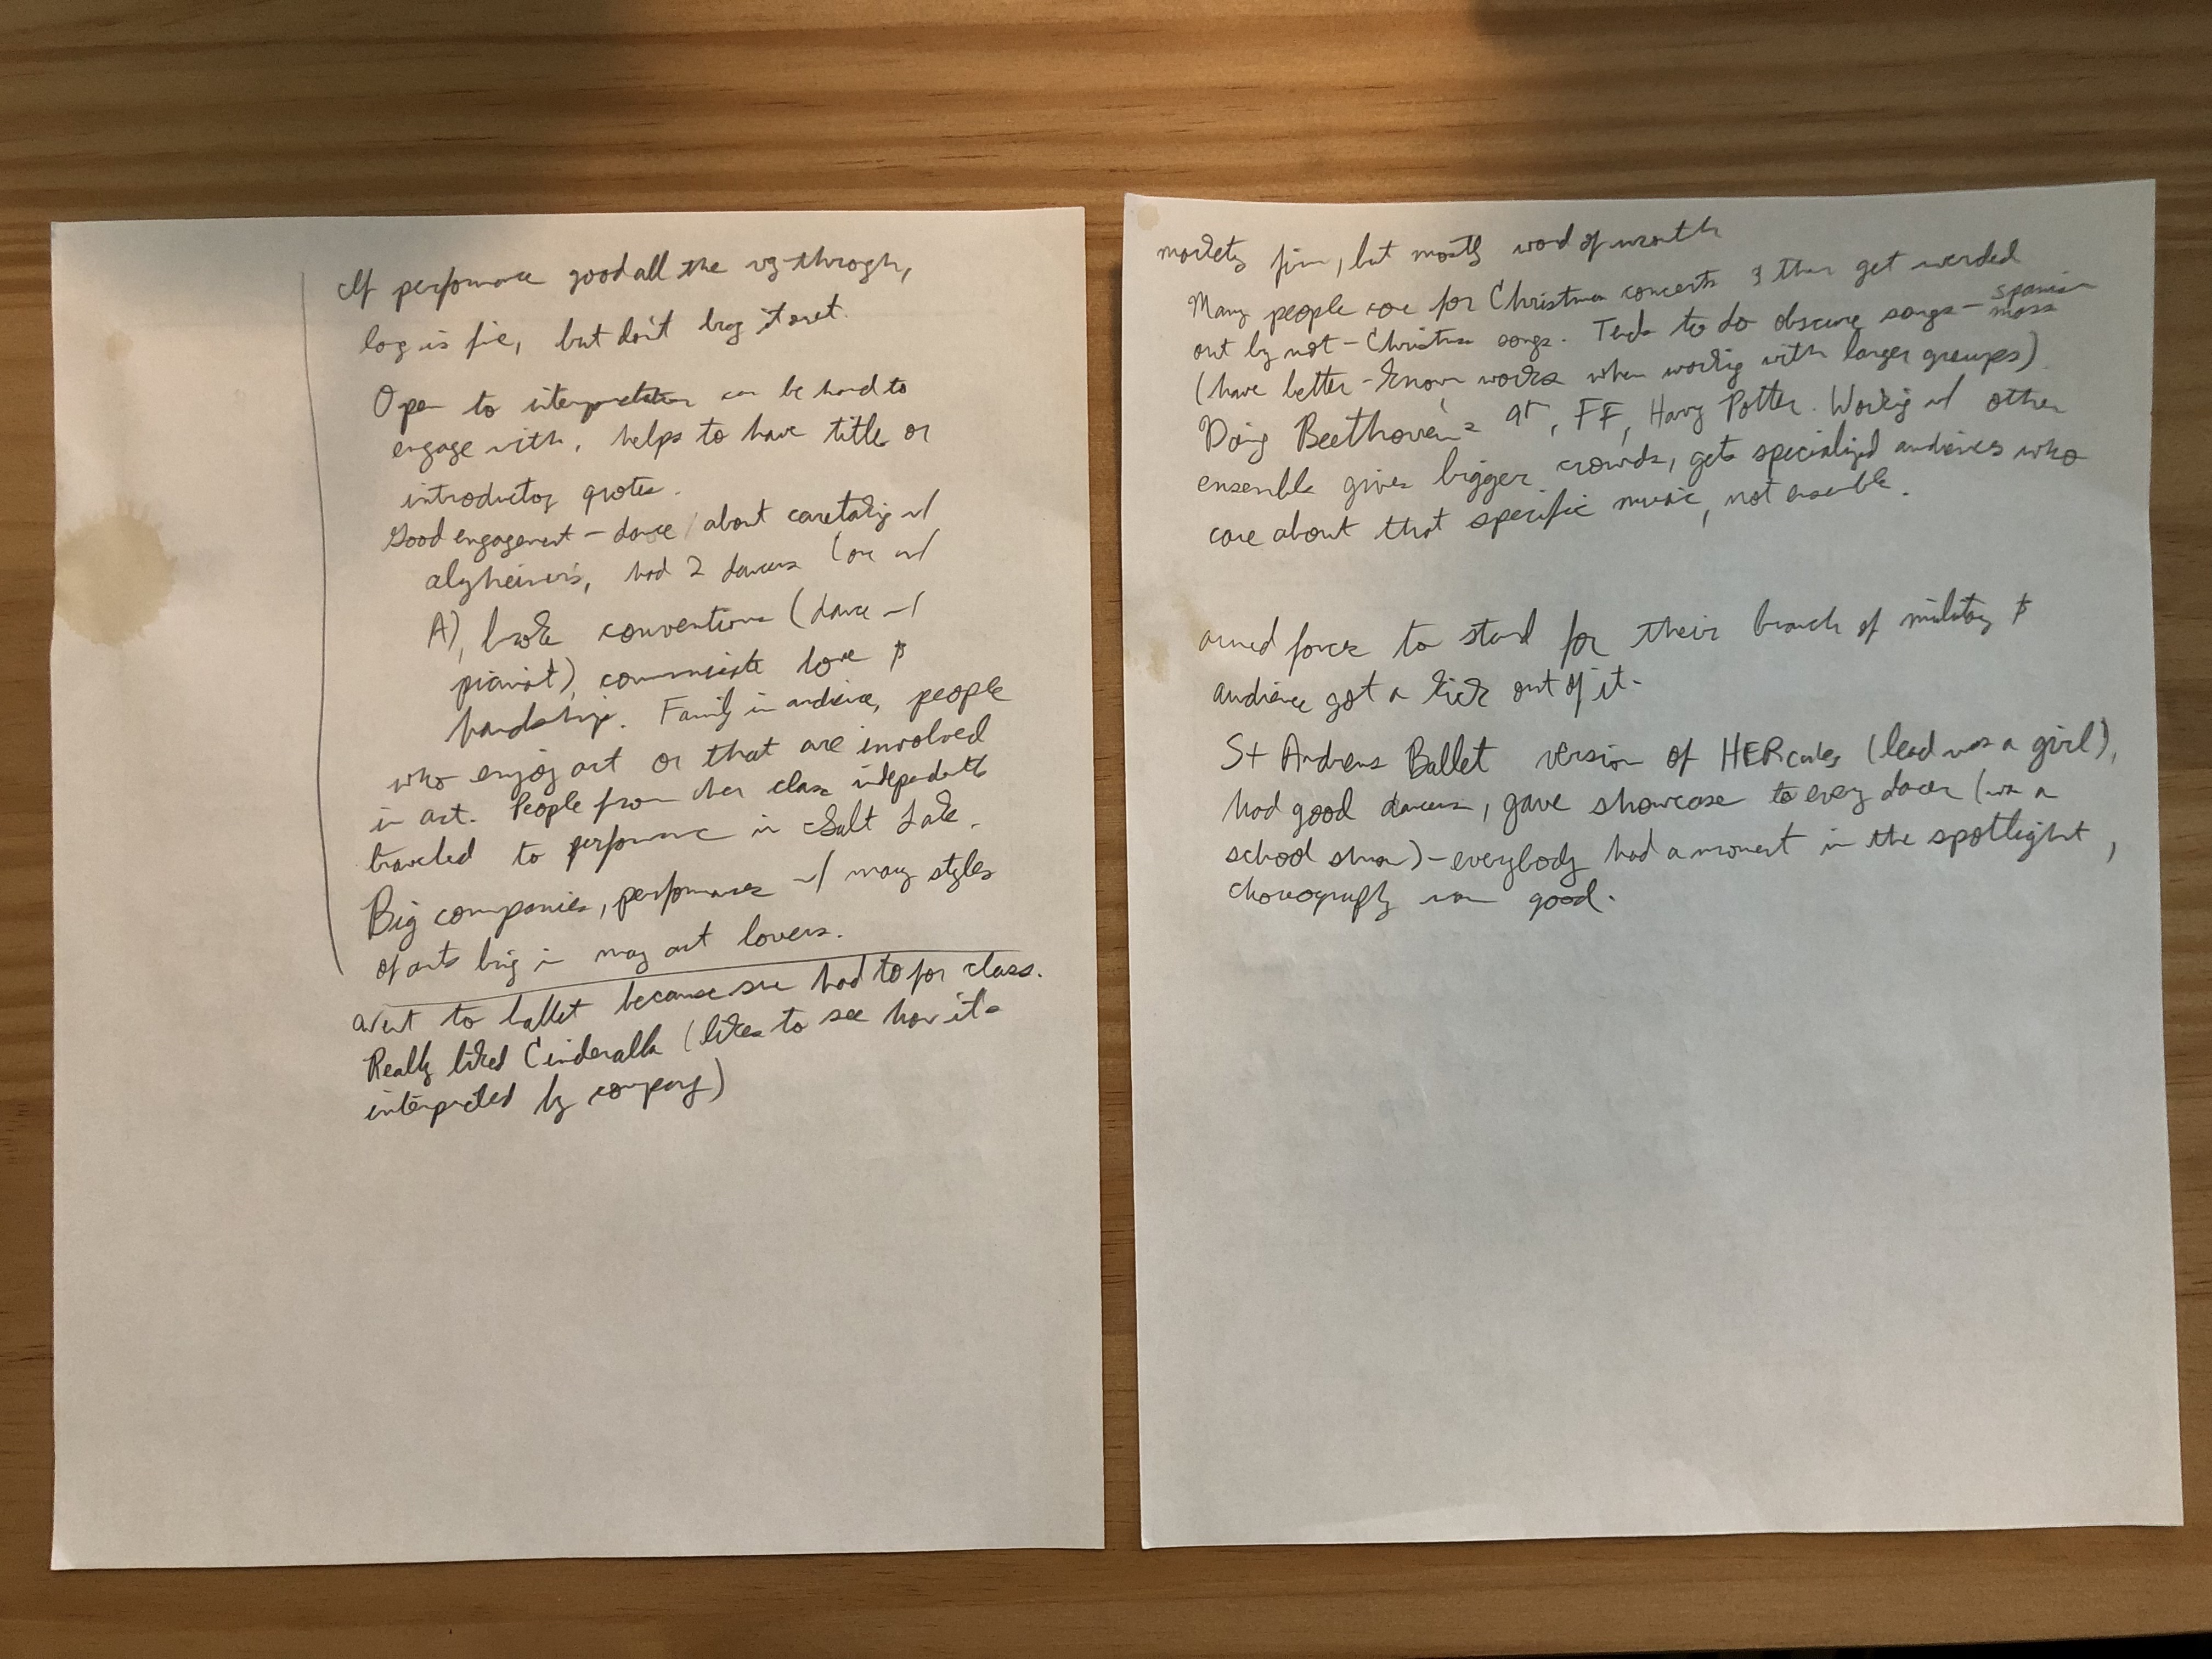 If performance good all the way through,
long is fine, but don't drag it out.
Open to interpretation can be hard to
engage with, helps to have title or
introductory quotes.
Good engagement - dance about caretaking w/
alzheimer's, had 2 dancers (one w/
A), broke conventions (dance w/
pianist), communicate love &
hardship. Family in audience, people
who enjoy art or that are involved
in art. People from her class independently
traveled to performance in Salt Lake.
Big companies, performances w/ many styles
of arts bring in many art lovers.
Went to ballet because she had to for class.
Really liked Cinderalla (likes to see how it's
interpreted by company)
marketing firm, but mostly word of mouth
Many people come for Christmas concerts & then get weirded
out by not-Christmas songs. Tends to do obscure songs - spanish
mass
(have better-known works when working with larger groups)
Doing Beethoven's 9th, FF, Harry Potter. Working w/ other
ensemble gives bigger crowds, gets specialized audiences who
care about that specific music, not ensemble.
armed forces to stand for their branch of military &
audience got a kick out of it.
St Andrews Ballet version of HERcules (lead was a girl),
had good dancers, gave showcase to every dancer (was a
school show) - everybody had a moment in the spotlight,
choreography was good.